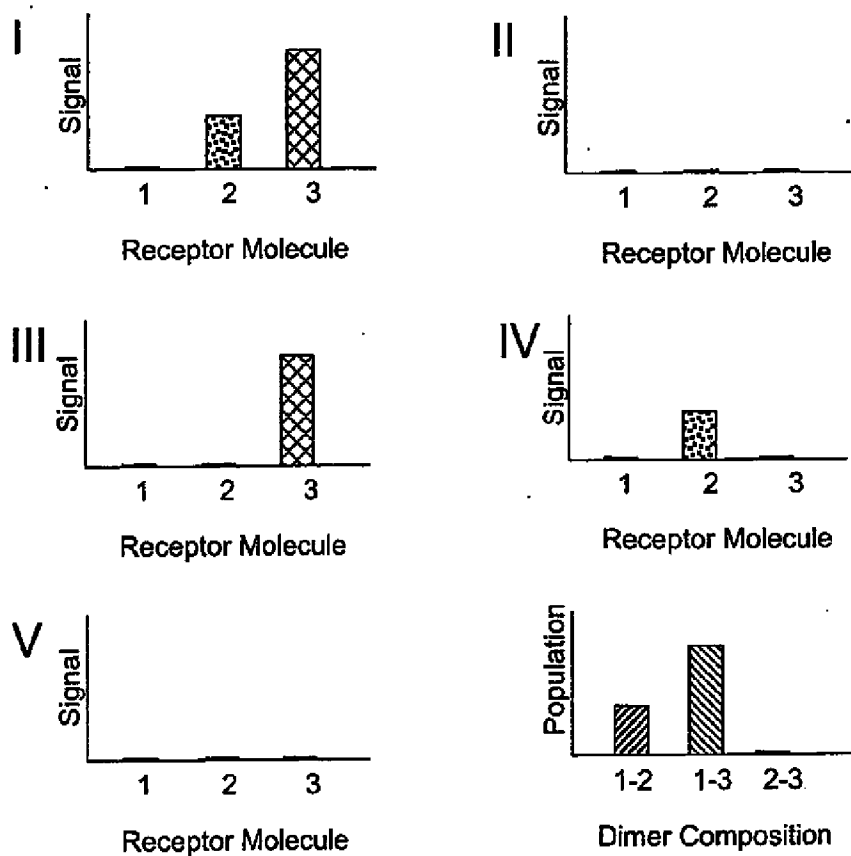 I
Signal
1 2 3
Receptor Molecule
II
Signal
1 2 3
Receptor Molecule
III
Signal
1 2 3
Receptor Molecule
IV
Signal
1 2 3
Receptor Molecule
V
Signal
1 2 3
Receptor Molecule
Population
1-2 1-3 2-3
Dimer Composition